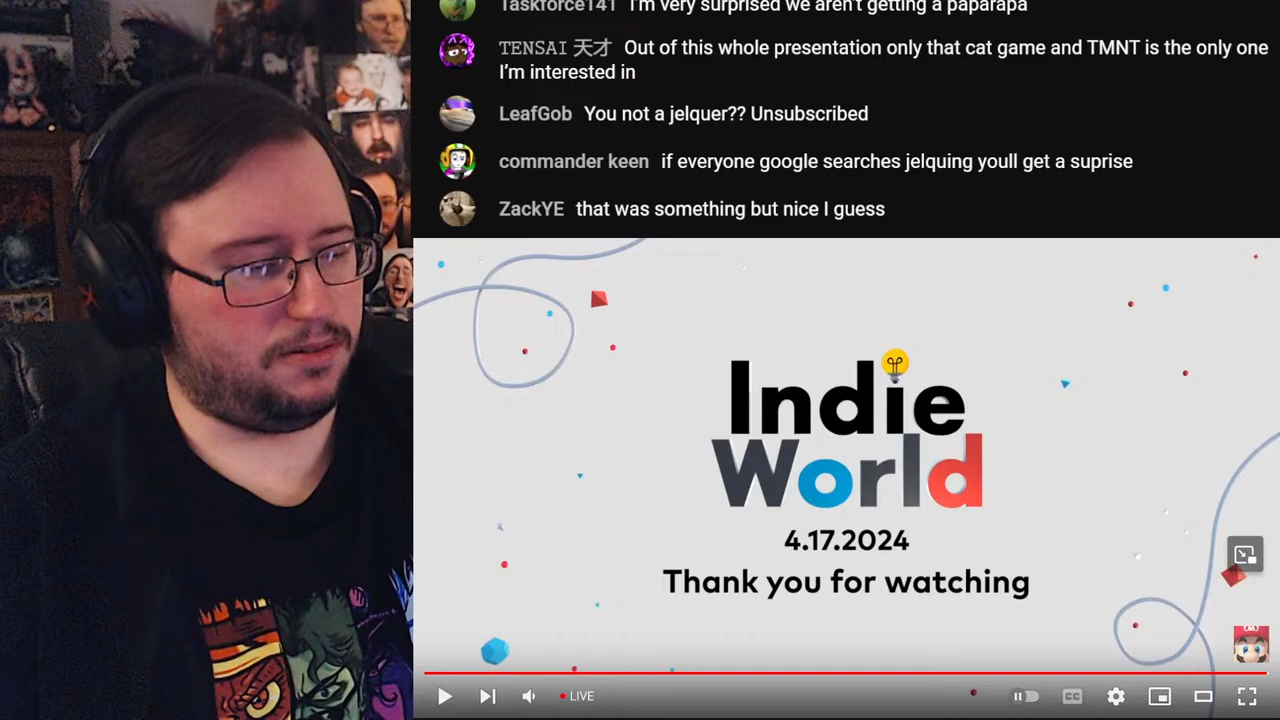 Taskforce141 I'm very surprised we aren't getting a paparapa
TENSAI 天才 Out of this whole presentation only that cat game and TMNT is the only one
I'm interested in
LeafGob You not a jelquer?? Unsubscribed
commander keen if everyone google searches jelquing youll get a suprise
ZackYE that was something but nice I guess
Indie
World
4.17.2024
Thank you for watching
LIVE
CC